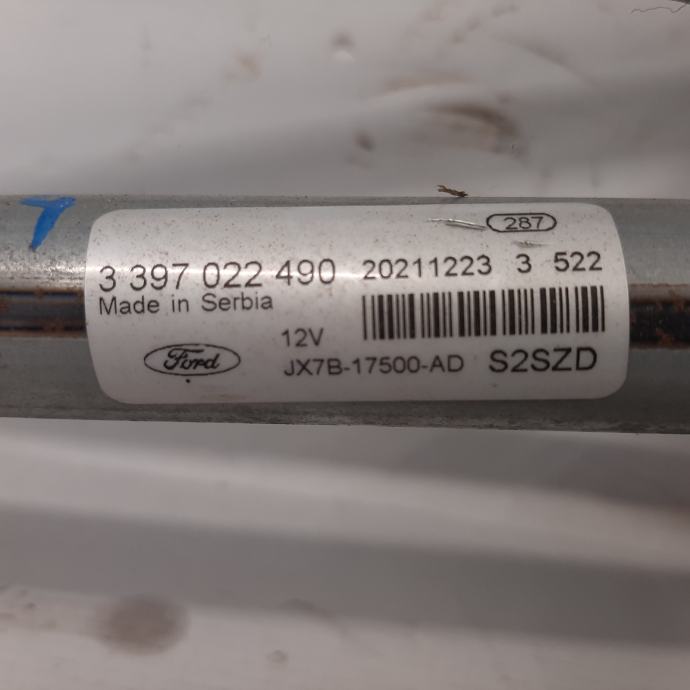 287
3 397 022 490 20211223 3 522
Made in Serbia
12V
Ford
JX7B-17500-AD S2SZD